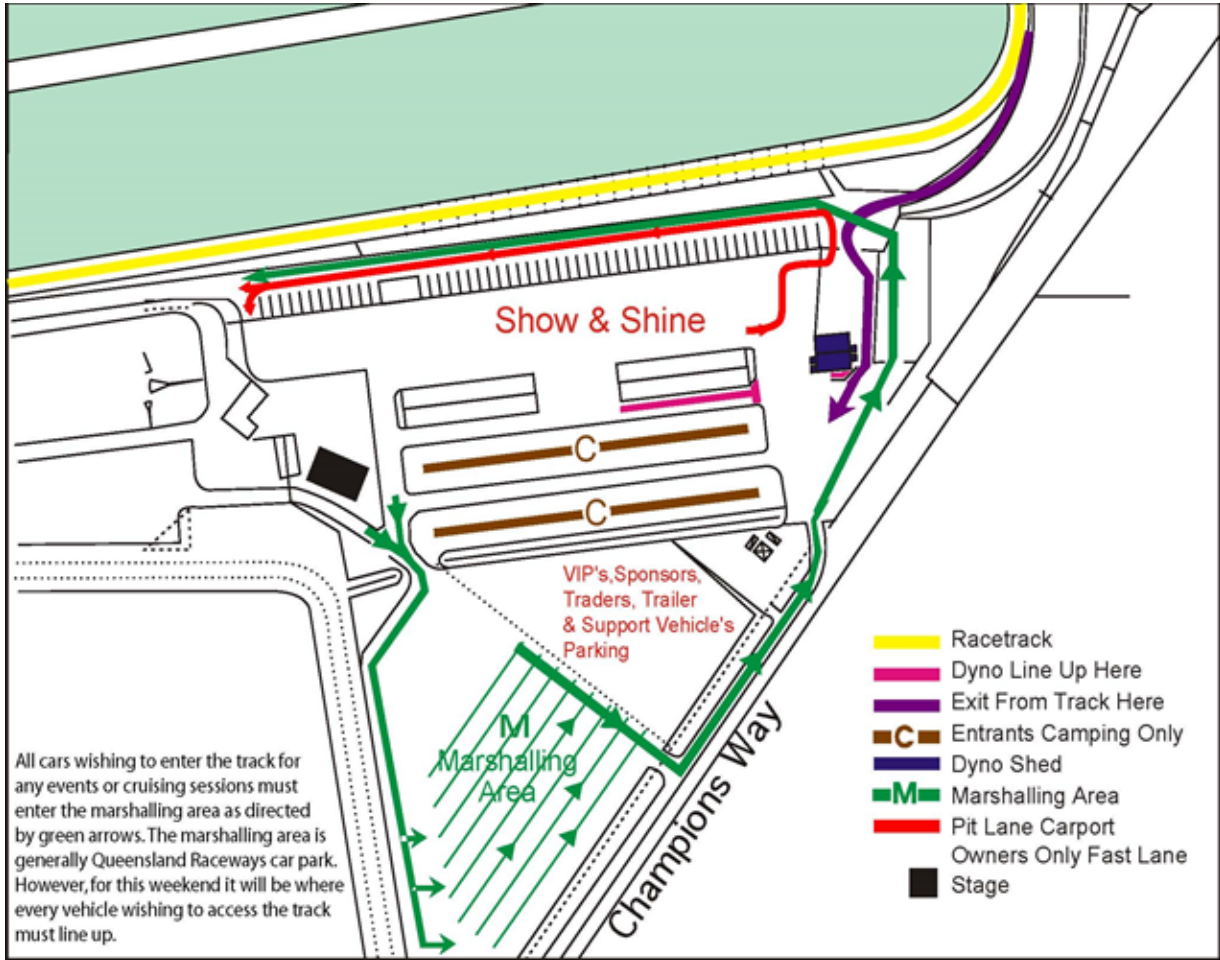 Show & Shine
C
C
VIP's,Sponsors,
Traders, Trailer
& Support Vehicle's
Parking
M
Marshalling
Area
Champions Way
All cars wishing to enter the track for
any events or cruising sessions must
enter the marshalling area as directed
by green arrows. The marshalling area is
generally Queensland Raceways car park.
However, for this weekend it will be where
every vehicle wishing to access the track
must line up.
Racetrack
Dyno Line Up Here
Exit From Track Here
C Entrants Camping Only
Dyno Shed
M Marshalling Area
Pit Lane Carport
Owners Only Fast Lane
Stage